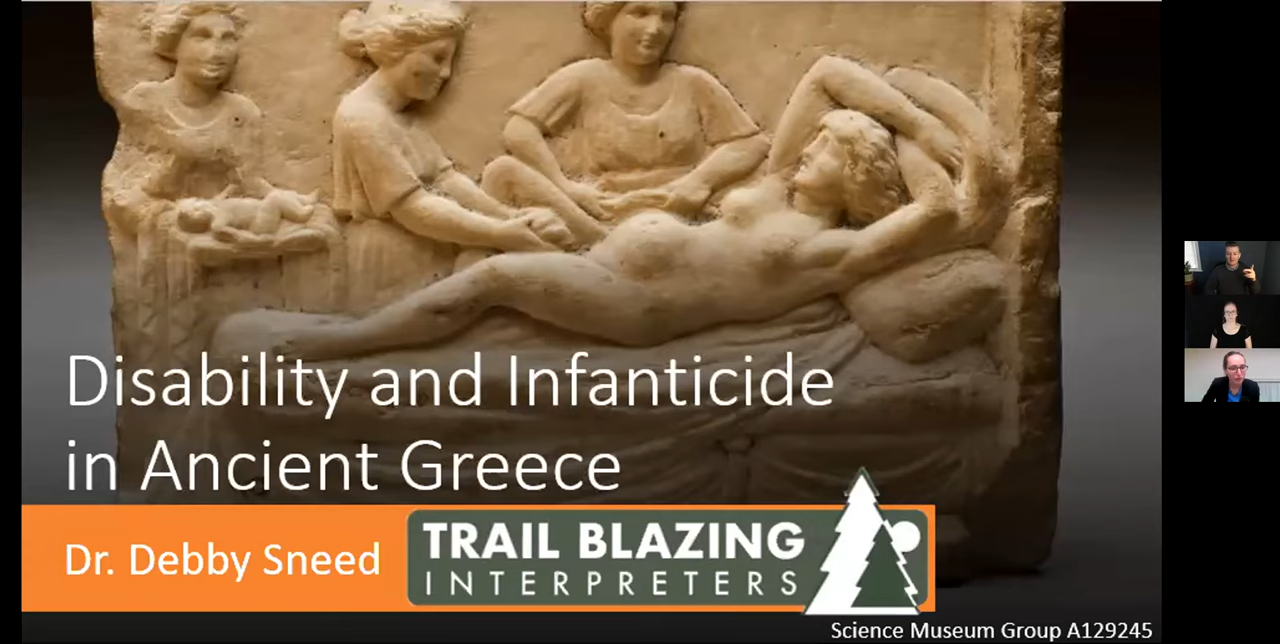 Disability and Infanticide
in Ancient Greece
Dr. Debby Sneed
TRAIL BLAZING
INTERPRETERS
Science Museum Group A129245